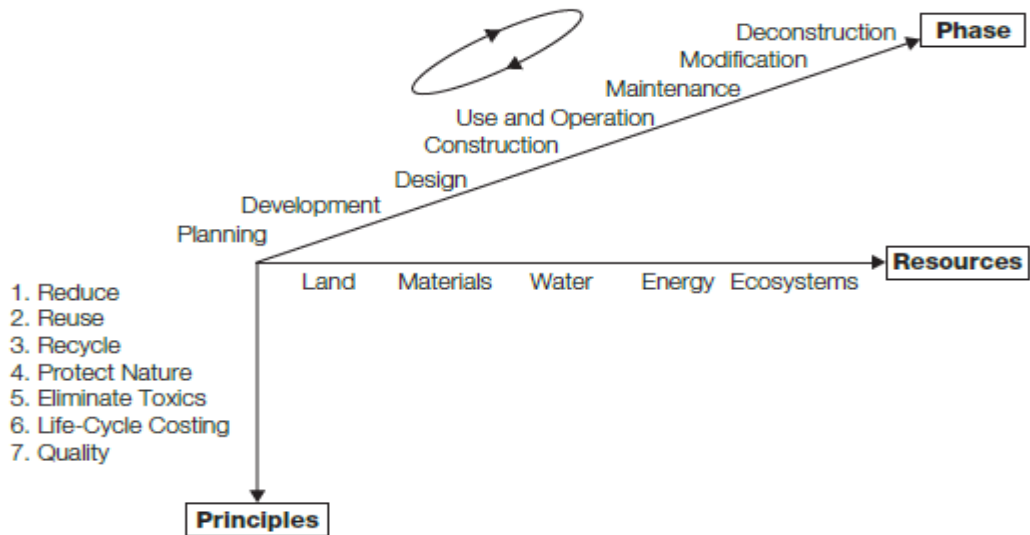 Deconstruction
Phase
Modification
Maintenance
Use and Operation
Construction
Design
Development
Planning
Resources
Land Materials Water Energy Ecosystems
1. Reduce
2. Reuse
3. Recycle
4. Protect Nature
5. Eliminate Toxics
6. Life-Cycle Costing
7. Quality
Principles